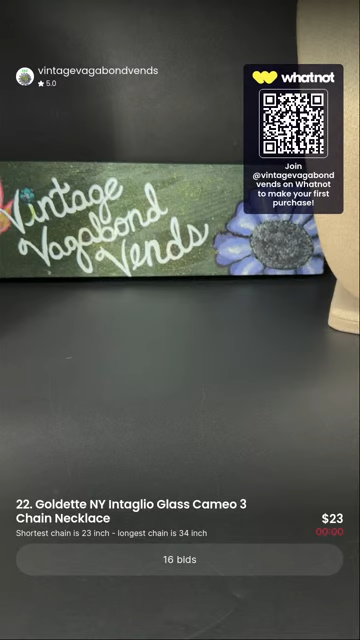 vintagevagabondvends
★ 5.0
whatnot
Join
@vintagevagabond
vends on Whatnot
to make your first
purchase!
Vintage
Vagabond
Vends
22. Goldette NY Intaglio Glass Cameo 3
Chain Necklace
$23
Shortest chain is 23 inch - longest chain is 34 inch
00:00
16 bids